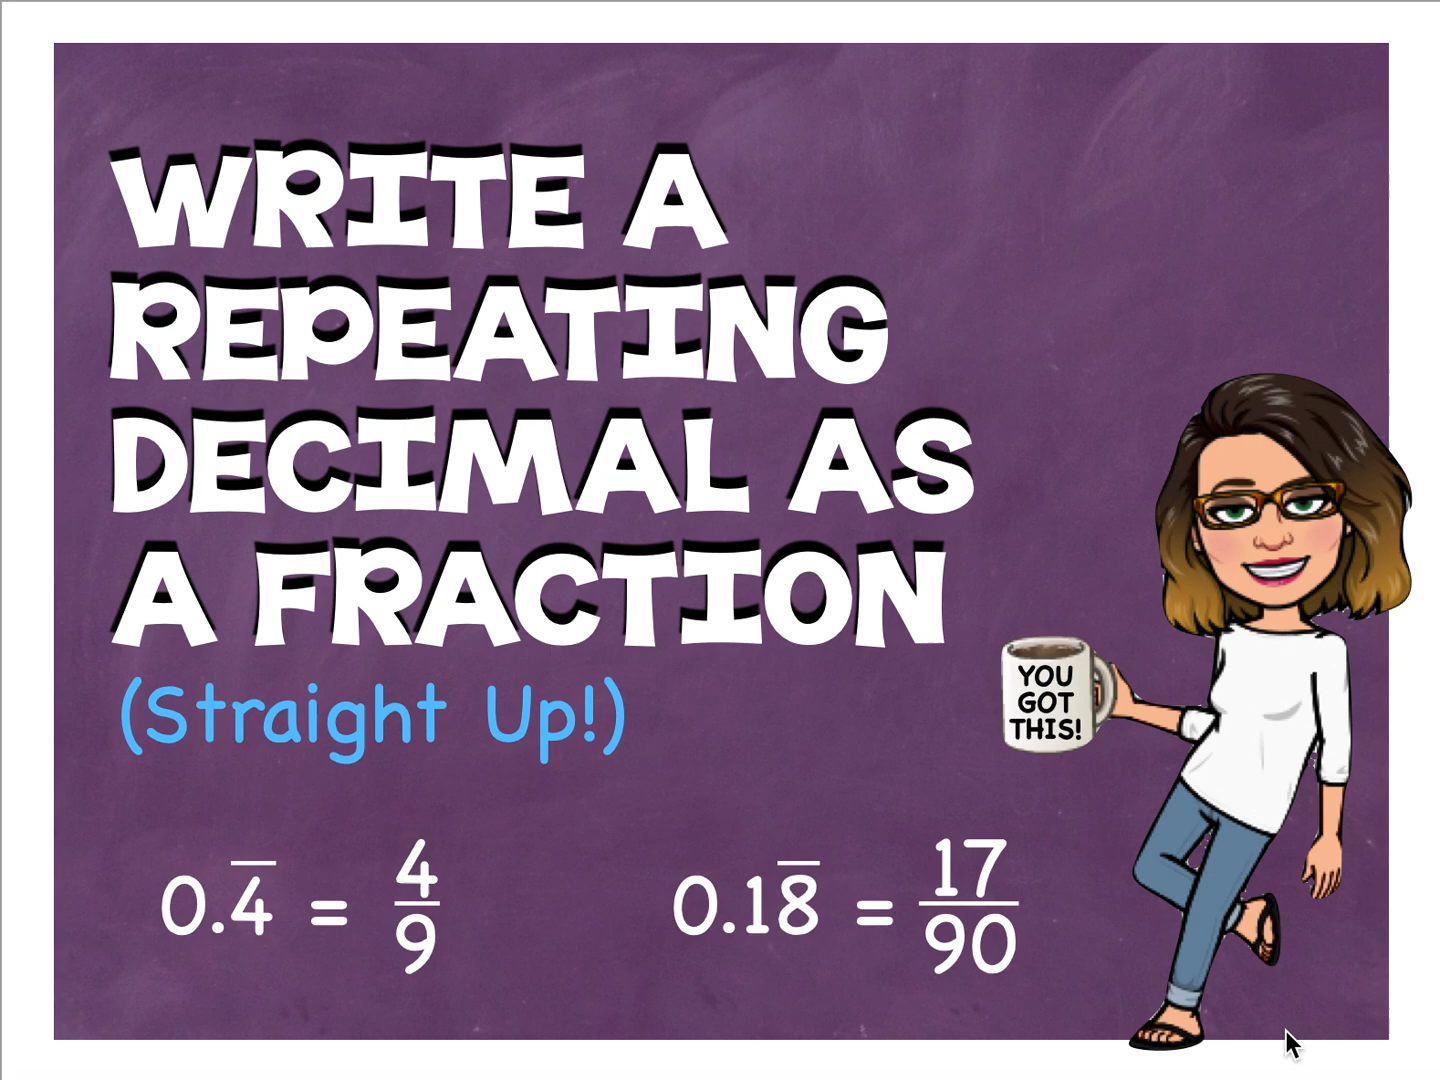 WRITE A
REPEATING
DECIMAL AS
A FRACTION
(Straight Up!)
YOU
GOT
THIS!
0.4̅ = 4/9
0.18̅ = 17/90